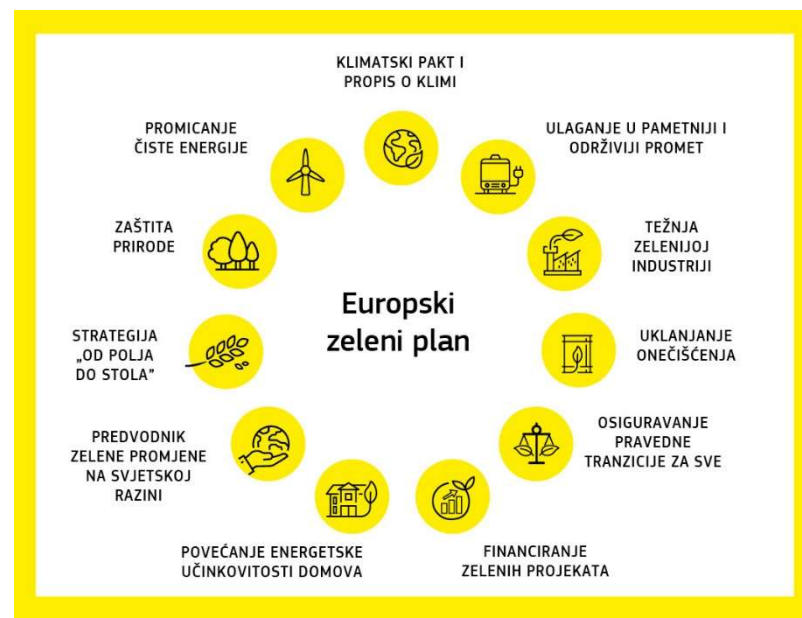 KLIMATSKI PAKT I
PROPIS O KLIMI
ULAGANJE U PAMETNIJI I
ODRŽIVIJI PROMET
TEŽNJA
ZELENIJOJ
INDUSTRIJI
UKLANJANJE
ONEČIŠĆENJA
OSIGURAVANJE
PRAVEDNE
TRANZICIJE ZA SVE
FINANCIRANJE
ZELENIH PROJEKATA
POVEĆANJE ENERGETSKE
UČINKOVITOSTI DOMOVA
PREDVODNIK
ZELENE PROMJENE
NA SVJETSKOJ
RAZINI
STRATEGIJA
„OD POLJA
DO STOLA”
ZAŠTITA
PRIRODE
PROMICANJE
ČISTE ENERGIJE
Europski
zeleni plan